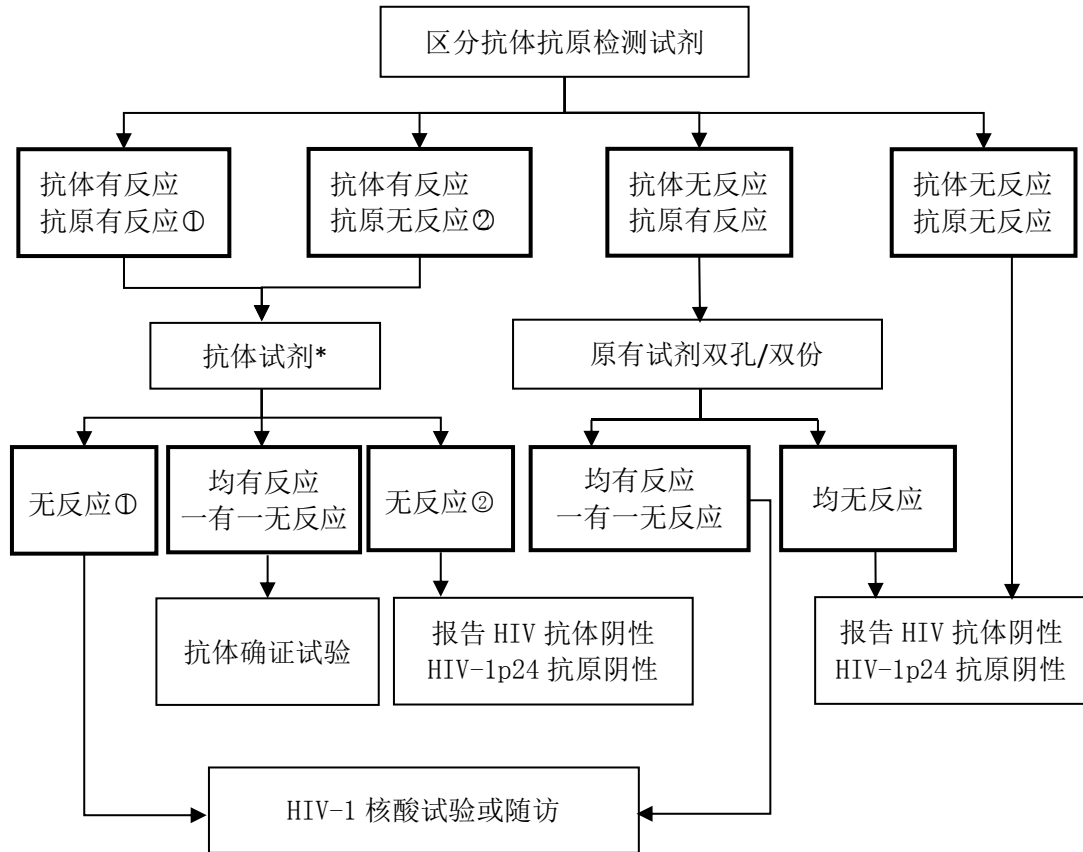 区分抗体抗原检测试剂
抗体有反应
抗原有反应①
抗体有反应
抗原无反应②
抗体无反应
抗原有反应
抗体无反应
抗原无反应
抗体试剂*
原有试剂双孔/双份
无反应①
均有反应
一有一无反应
无反应②
均有反应
一有一无反应
均无反应
抗体确证试验
报告 HIV 抗体阴性
HIV-1p24 抗原阴性
报告 HIV 抗体阴性
HIV-1p24 抗原阴性
HIV-1 核酸试验或随访